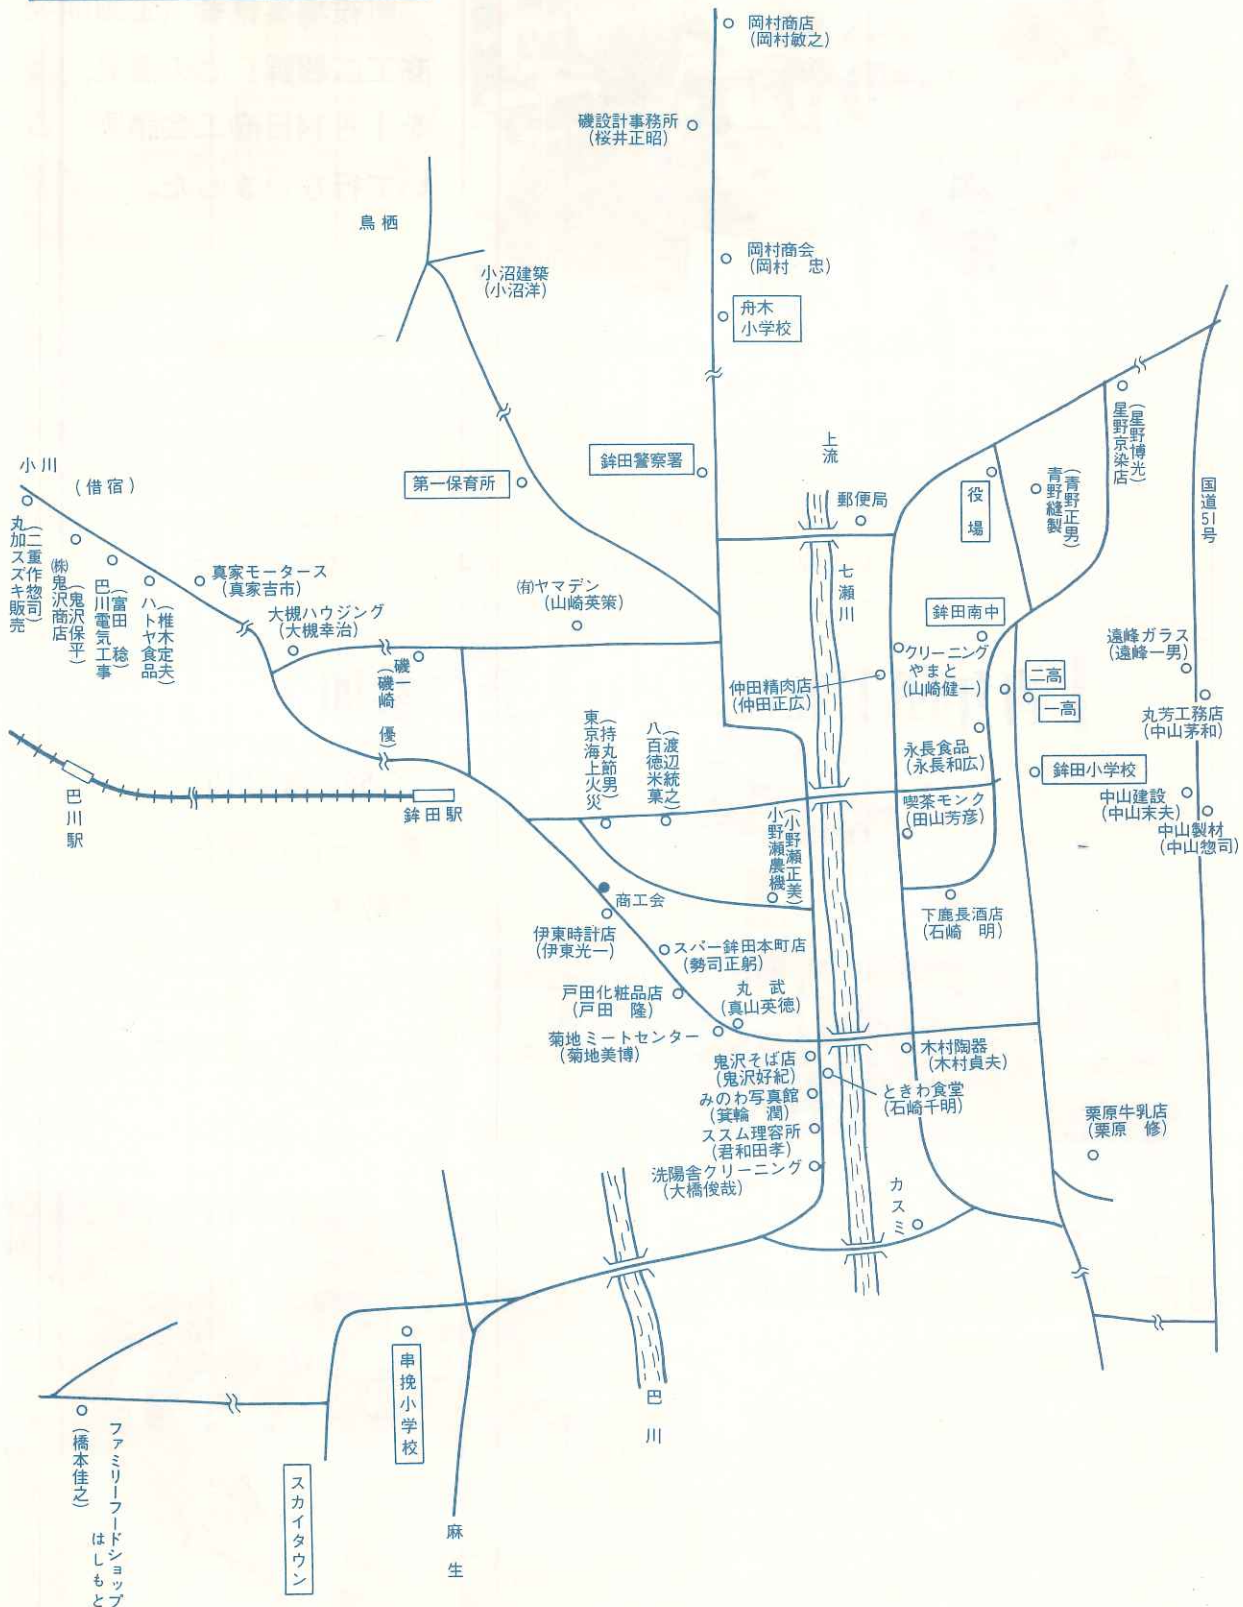 岡村商店
(岡村敏之)
磯設計事務所
(桜井正昭)
鳥栖
小沼建築
(小沼洋)
岡村商会
(岡村 忠)
舟木
小学校
上流
鉾田警察署
第一保育所
郵便局
役場
(青野正男)
青野縫製
(星野博光)
星野京染店
国道51号
小川
(借宿)
(二重作惣司)
丸加スズキ販売
(鬼沢保平)
㈱鬼沢商店
(富田 稔)
巴川電気工事
(椎木定夫)
ハトヤ食品
真家モータース
(真家吉市)
大槻ハウジング
(大槻幸治)
磯一
(磯崎 優)
㈲ヤマデン
(山崎英策)
七瀬川
鉾田南中
クリーニング
やまと
(山崎健一)
仲田精肉店
(仲田正広)
二高
一高
遠峰ガラス
(遠峰一男)
丸芳工務店
(中山茅和)
永長食品
(永長和広)
鉾田小学校
中山建設
(中山末夫)
中山製材
(中山惣司)
巴川駅
鉾田駅
(持丸節男)
東京海上火災
(渡辺統之)
八百徳米菓
(小野瀬正美)
小野瀬農機
喫茶モンク
(田山芳彦)
商工会
下鹿長酒店
(石崎 明)
伊東時計店
(伊東光一)
スパー鉾田本町店
(勢司正躬)
戸田化粧品店
(戸田 隆)
丸 武
(真山英徳)
菊地ミートセンター
(菊地美博)
鬼沢そば店
(鬼沢好紀)
木村陶器
(木村貞夫)
ときわ食堂
(石崎千明)
みのわ写真館
(箕輪 潤)
ススム理容所
(君和田孝)
洗陽舎クリーニング
(大橋俊哉)
栗原牛乳店
(栗原 修)
カスミ
串挽小学校
巴川
スカイタウン
麻生
ファミリーフードショップ
はしもと
(橋本佳之)